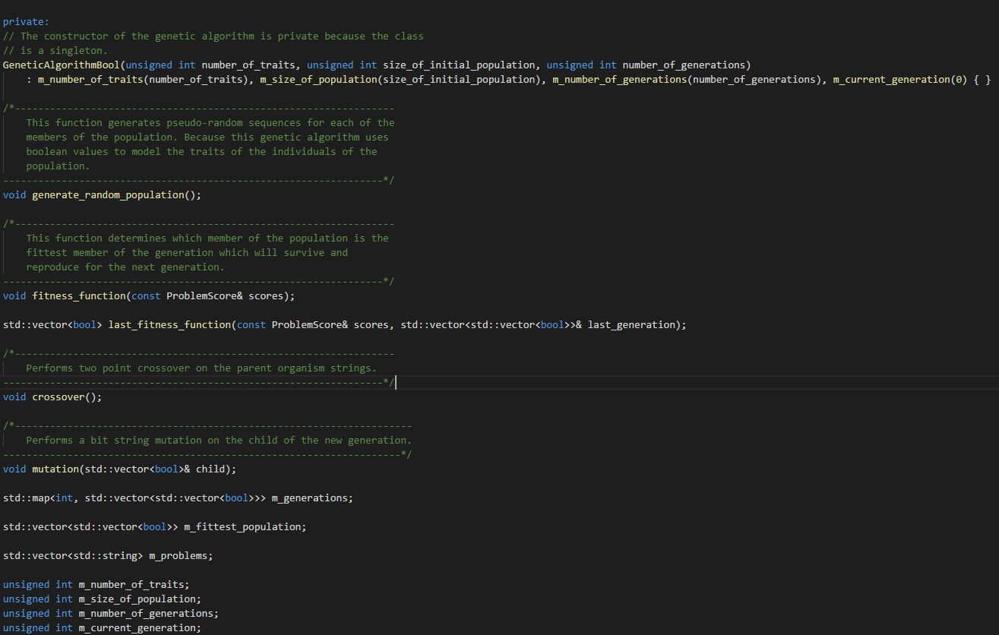 private:
// The constructor of the genetic algorithm is private because the class
// is a singleton.
GeneticAlgorithmBool(unsigned int number_of_traits, unsigned int size_of_initial_population, unsigned int number_of_generations)
    : m_number_of_traits(number_of_traits), m_size_of_population(size_of_initial_population), m_number_of_generations(number_of_generations), m_current_generation(0) { }
/*-----------------------------------------------------------------
    This function generates pseudo-random sequences for each of the
    members of the population. Because this genetic algorithm uses
    boolean values to model the traits of the individuals of the
    population.
-----------------------------------------------------------------*/
void generate_random_population();
/*-----------------------------------------------------------------
    This function determines which member of the population is the
    fittest member of the generation which will survive and
    reproduce for the next generation.
-----------------------------------------------------------------*/
void fitness_function(const ProblemScore& scores);
std::vector<bool> last_fitness_function(const ProblemScore& scores, std::vector<std::vector<bool>>& last_generation);
/*-----------------------------------------------------------------
    Performs two point crossover on the parent organism strings.
-----------------------------------------------------------------*/
void crossover();
/*--------------------------------------------------------------------
    Performs a bit string mutation on the child of the new generation.
--------------------------------------------------------------------*/
void mutation(std::vector<bool>& child);
std::map<int, std::vector<std::vector<bool>>> m_generations;
std::vector<std::vector<bool>> m_fittest_population;
std::vector<std::string> m_problems;
unsigned int m_number_of_traits;
unsigned int m_size_of_population;
unsigned int m_number_of_generations;
unsigned int m_current_generation;